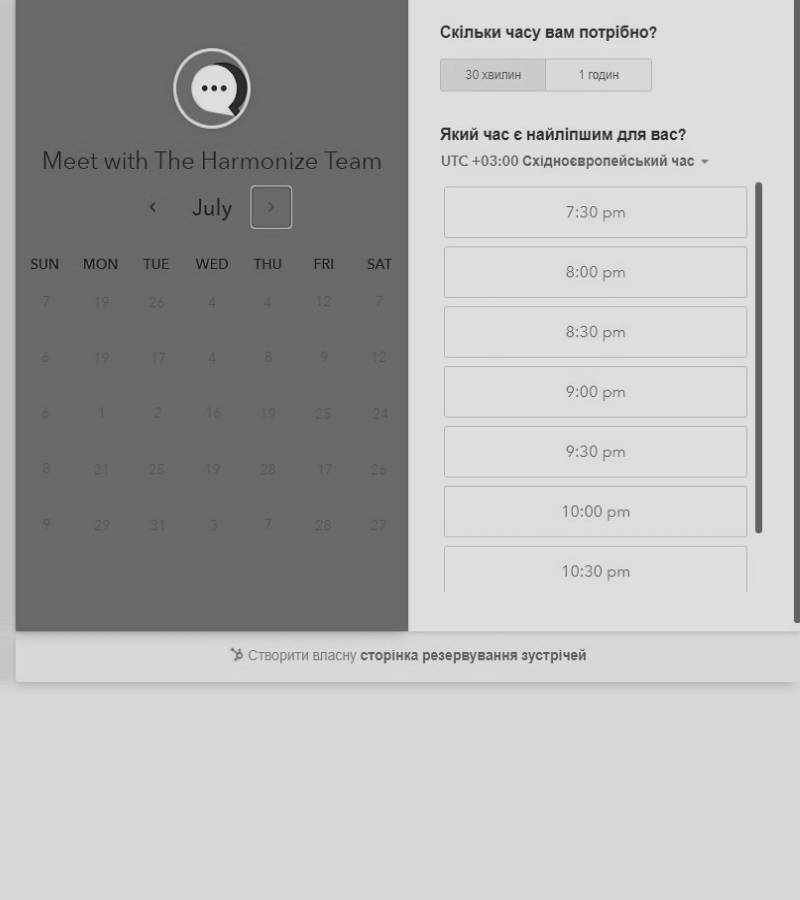 Meet with The Harmonize Team
July
SUN MON TUE WED THU FRI SAT
7 19 26 4 4 12 7
6 19 17 4 8 9 12
6 1 2 16 19 25 24
8 21 25 19 28 17 26
9 29 31 3 7 28 27
Скільки часу вам потрібно?
30 хвилин 1 годин
Який час є найліпшим для вас?
UTC +03:00 Східноєвропейський час
7:30 pm
8:00 pm
8:30 pm
9:00 pm
9:30 pm
10:00 pm
10:30 pm
Створити власну сторінка резервування зустрічей